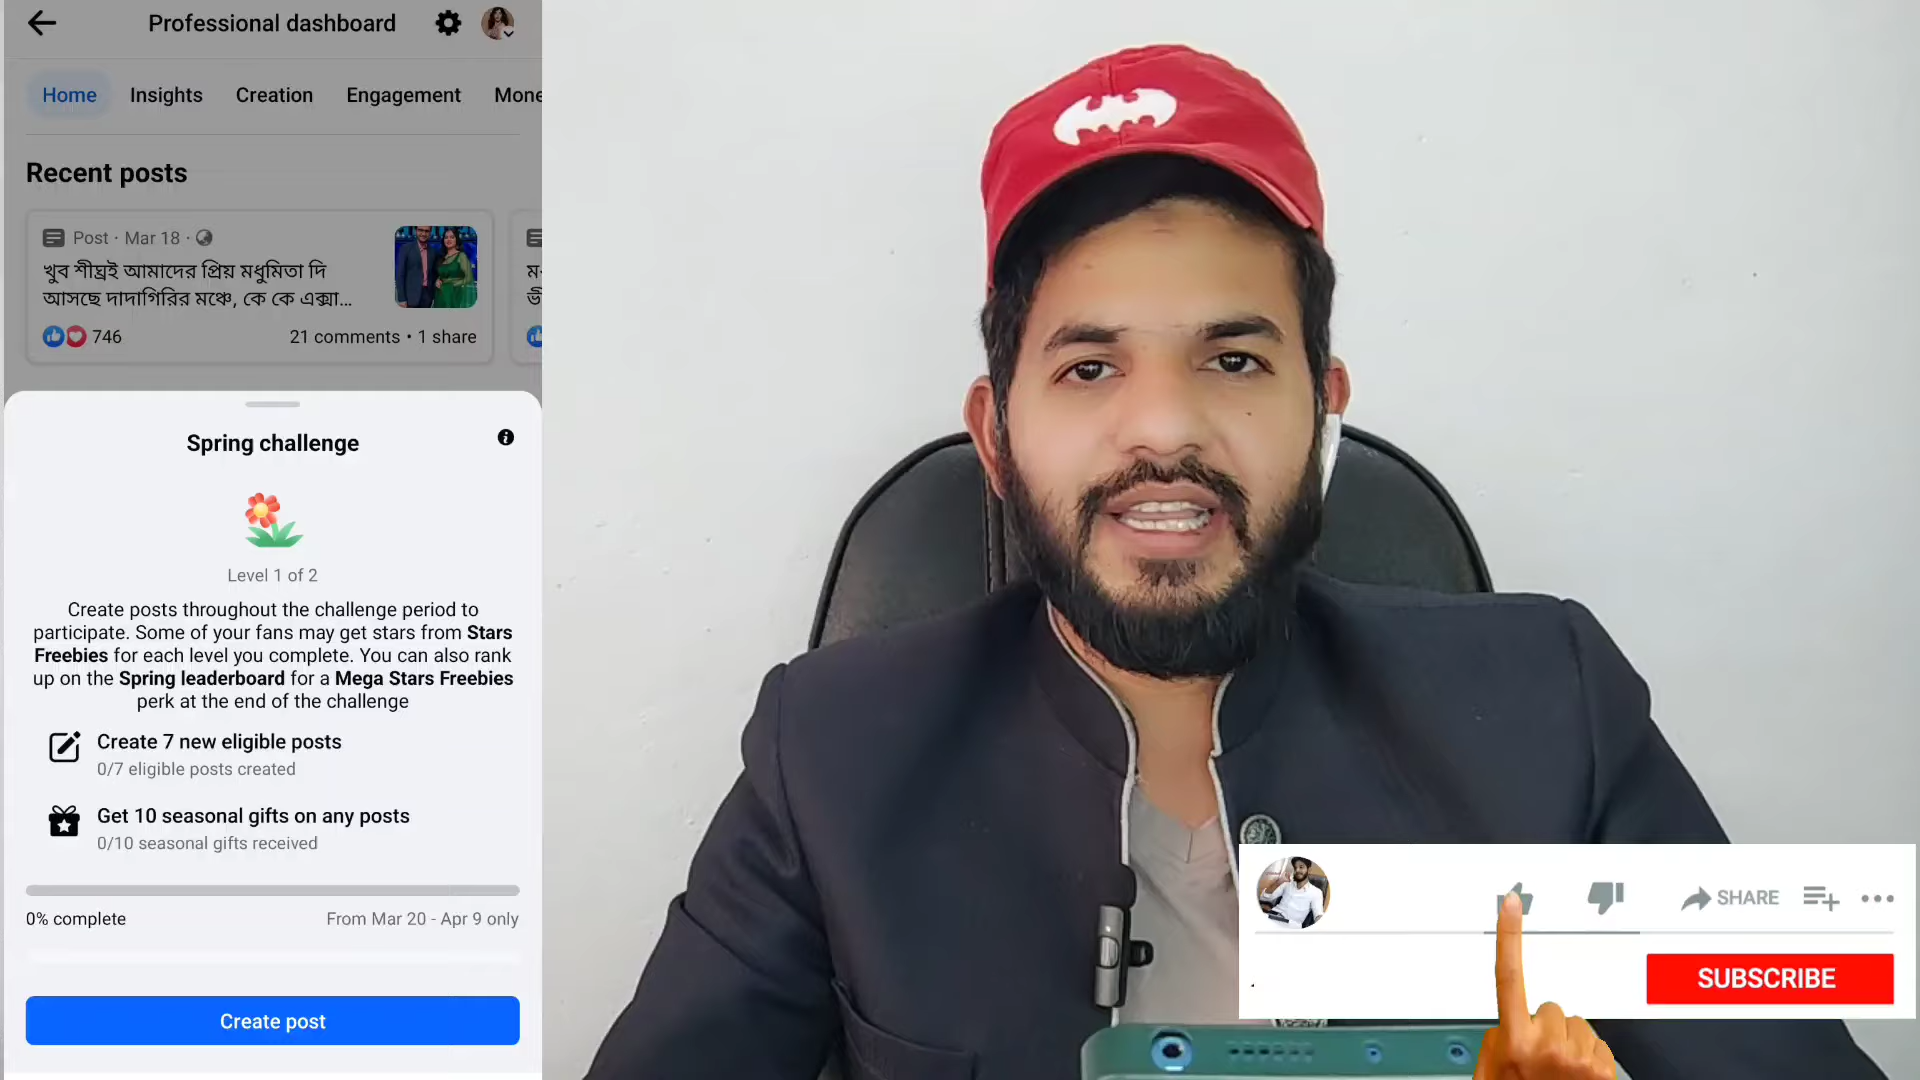 Professional dashboard
Home Insights Creation Engagement Mone
Recent posts
Post · Mar 18 ·
খুব শীঘ্রই আমাদের প্রিয় মধুমিতা দি
আসছে দাদাগিরির মঞ্চে, কে কে এক্সা...
746 21 comments • 1 share
Spring challenge
Level 1 of 2
Create posts throughout the challenge period to
participate. Some of your fans may get stars from Stars
Freebies for each level you complete. You can also rank
up on the Spring leaderboard for a Mega Stars Freebies
perk at the end of the challenge
Create 7 new eligible posts
0/7 eligible posts created
Get 10 seasonal gifts on any posts
0/10 seasonal gifts received
0% complete From Mar 20 - Apr 9 only
Create post
SHARE
SUBSCRIBE